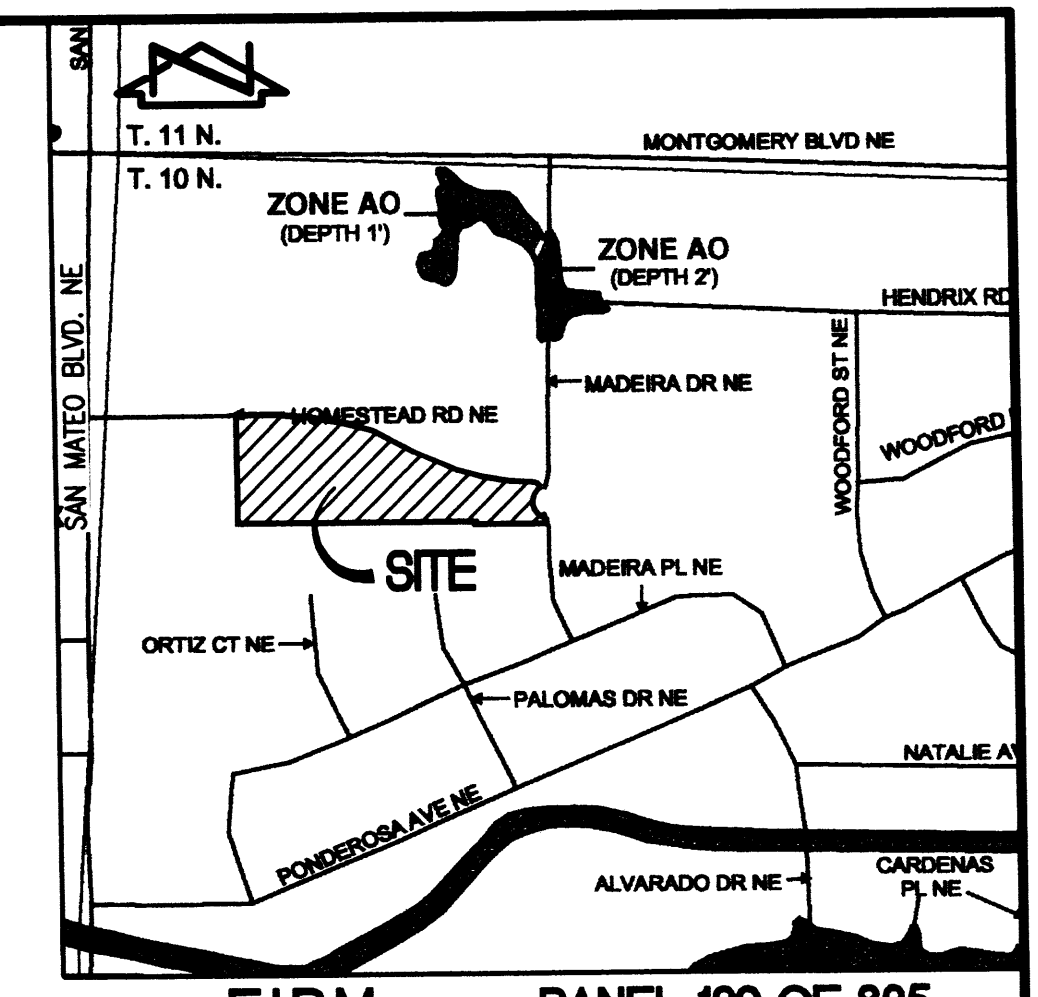 SAN
T. 11 N.
MONTGOMERY BLVD NE
T. 10 N.
ZONE AO
(DEPTH 1')
ZONE AO
(DEPTH 2')
HENDRIX RD
SAN MATEO BLVD. NE
WOODFORD ST NE
MADEIRA DR NE
HOMESTEAD RD NE
WOODFORD
SITE
MADEIRA PL NE
ORTIZ CT NE
PALOMAS DR NE
NATALIE AV
PONDEROSA AVE NE
ALVARADO DR NE
CARDENAS
PL NE
PANEL